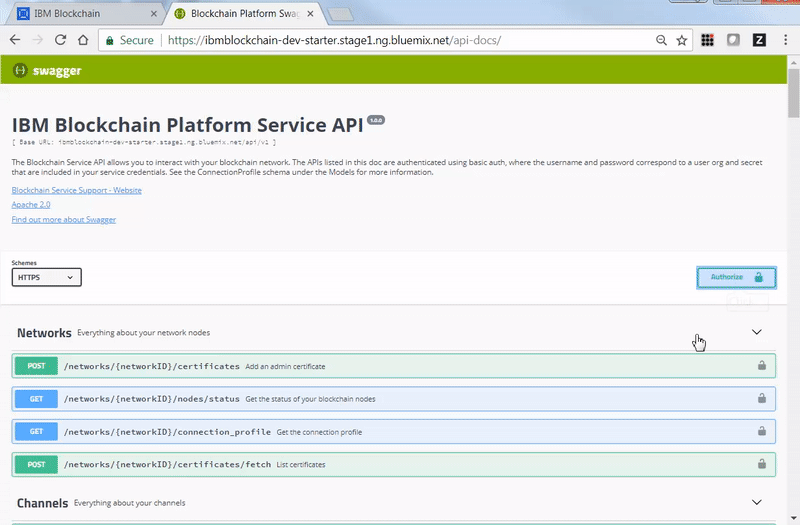 IBM Blockchain
Blockchain Platform Swa
Secure
https://ibmblockchain-dev-starter.stage1.ng.bluemix.net/api-docs/
Z
swagger
IBM Blockchain Platform Service API 1.0.0
[ Base URL: ibmblockchain-dev-starter.stage1.ng.bluemix.net/api/v1 ]
The Blockchain Service API allows you to interact with your blockchain network. The APIs listed in this doc are authenticated using basic auth, where the username and password correspond to a user org and secret
that are included in your service credentials. See the ConnectionProfile schema under the Models for more information.
Blockchain Service Support - Website
Apache 2.0
Find out more about Swagger
Schemes
HTTPS
Authorize
Networks Everything about your network nodes
POST /networks/{networkID}/certificates Add an admin certificate
GET /networks/{networkID}/nodes/status Get the status of your blockchain nodes
GET /networks/{networkID}/connection_profile Get the connection profile
POST /networks/{networkID}/certificates/fetch List certificates
Channels Everything about your channels